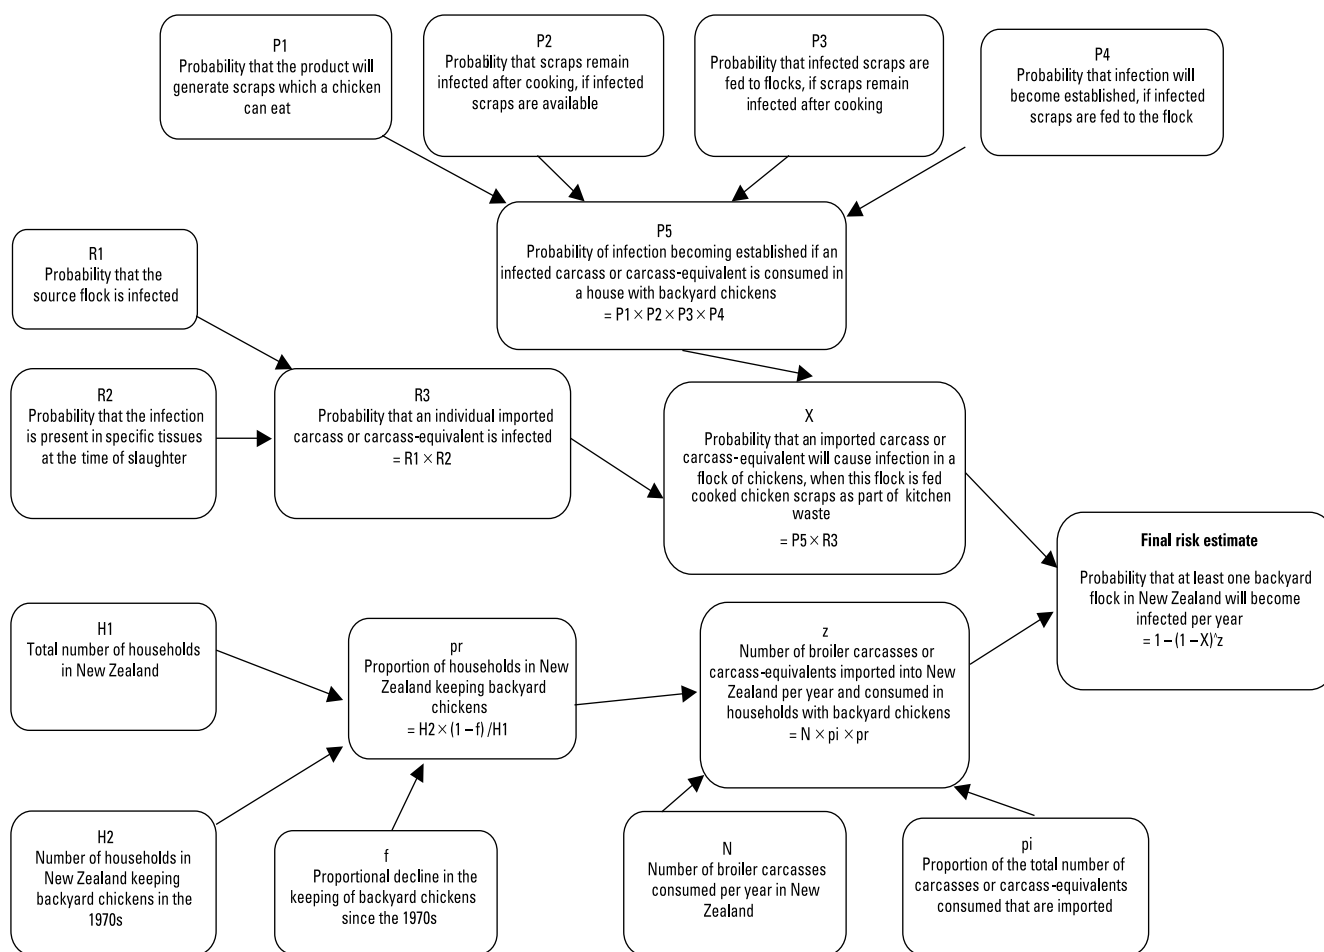 P1
Probability that the product will
generate scraps which a chicken
can eat
P2
Probability that scraps remain
infected after cooking, if infected
scraps are available
P3
Probability that infected scraps are
fed to flocks, if scraps remain
infected after cooking
P4
Probability that infection will
become established, if infected
scraps are fed to the flock
P5
Probability of infection becoming established if an
infected carcass or carcass-equivalent is consumed in
a house with backyard chickens
= P1 × P2 × P3 × P4
R1
Probability that the
source flock is infected
R2
Probability that the infection
is present in specific tissues
at the time of slaughter
R3
Probability that an individual imported
carcass or carcass-equivalent is infected
= R1 × R2
X
Probability that an imported carcass or
carcass-equivalent will cause infection in a
flock of chickens, when this flock is fed
cooked chicken scraps as part of kitchen
waste
= P5 × R3
Final risk estimate
Probability that at least one backyard
flock in New Zealand will become
infected per year
= 1 – (1 – X)^z
H1
Total number of households
in New Zealand
pr
Proportion of households in New
Zealand keeping backyard
chickens
= H2 × (1 – f) /H1
z
Number of broiler carcasses or
carcass-equivalents imported into New
Zealand per year and consumed in
households with backyard chickens
= N × pi × pr
H2
Number of households in
New Zealand keeping
backyard chickens in the
1970s
f
Proportional decline in the
keeping of backyard chickens
since the 1970s
N
Number of broiler carcasses
consumed per year in New
Zealand
pi
Proportion of the total number of
carcasses or carcass-equivalents
consumed that are imported